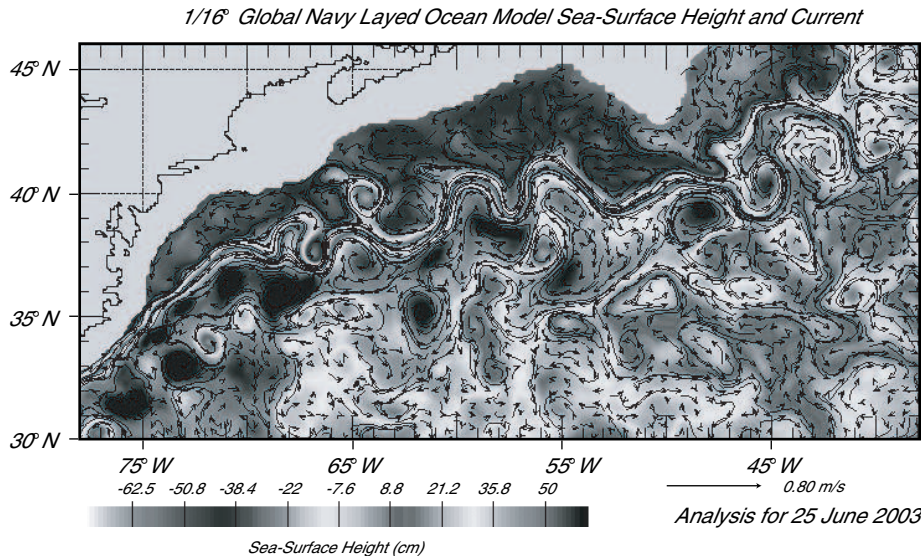 1/16° Global Navy Layed Ocean Model Sea-Surface Height and Current
45° N
40° N
35° N
30° N
75° W 65° W 55° W 45° W
-62.5 -50.8 -38.4 -22 -7.6 8.8 21.2 35.8 50
0.80 m/s
Analysis for 25 June 2003
Sea-Surface Height (cm)